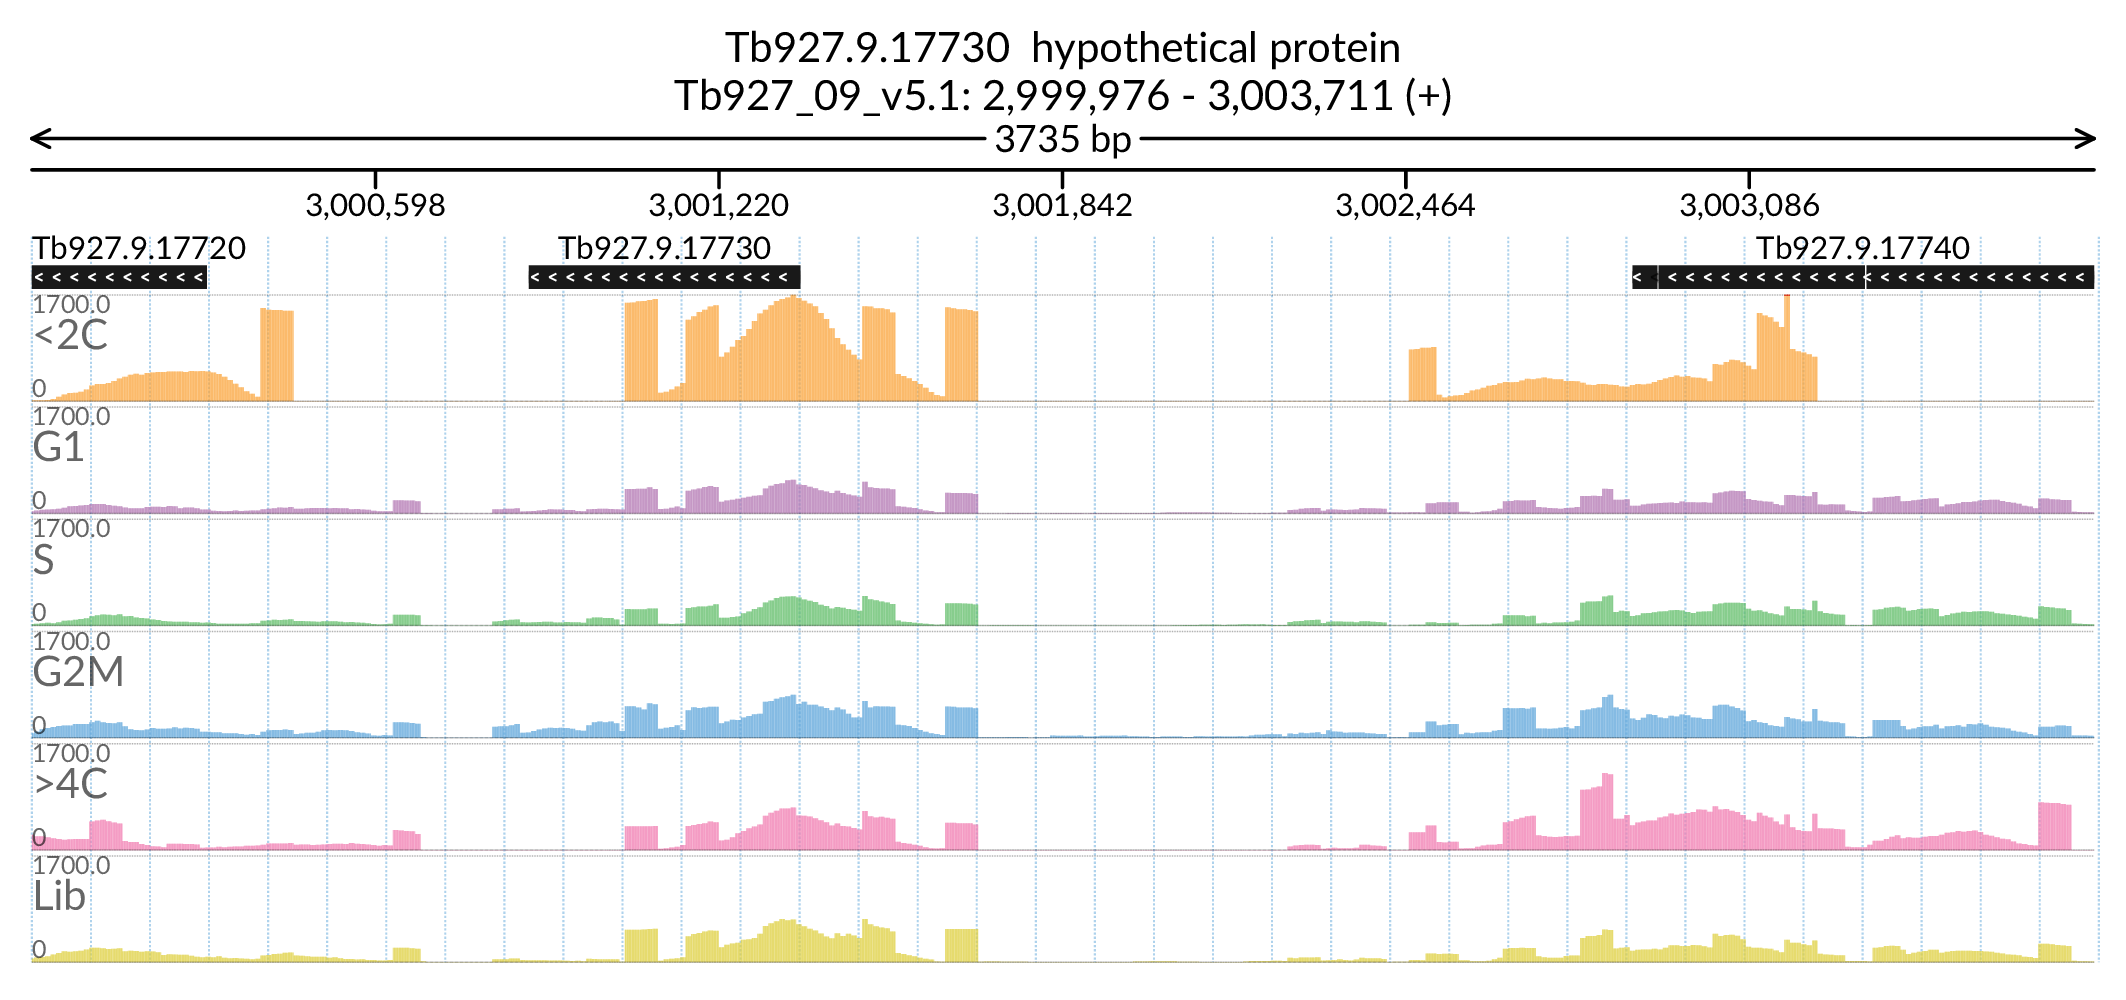 Tb927.9.17730 hypothetical protein
Tb927_09_v5.1: 2,999,976 - 3,003,711 (+)
3735 bp
3,000,598 3,001,220 3,001,842 3,002,464 3,003,086
Tb927.9.17720 Tb927.9.17730 Tb927.9.17740
1700.0
<2C
0
1700.0
G1
0
1700.0
S
0
1700.0
G2M
0
1700.0
>4C
0
1700.0
Lib
0